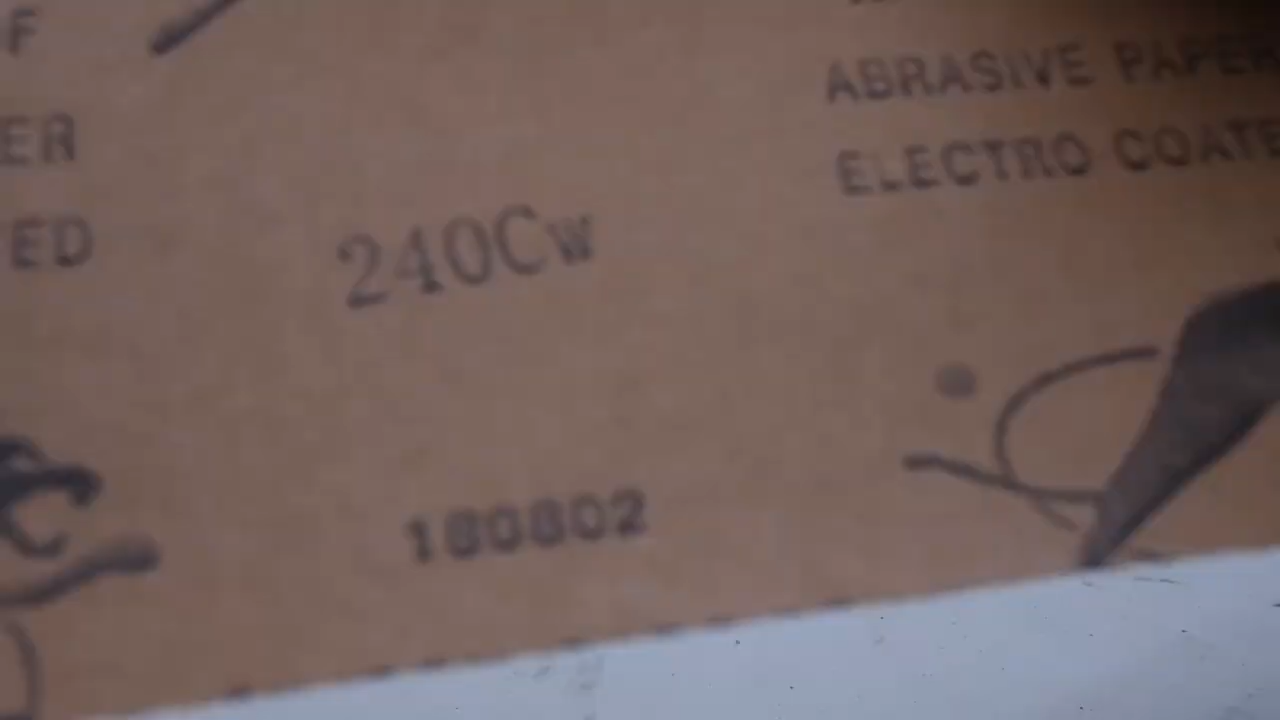 F
ER
ED
240Cw
180802
ABRASIVE PAPER
ELECTRO COATE